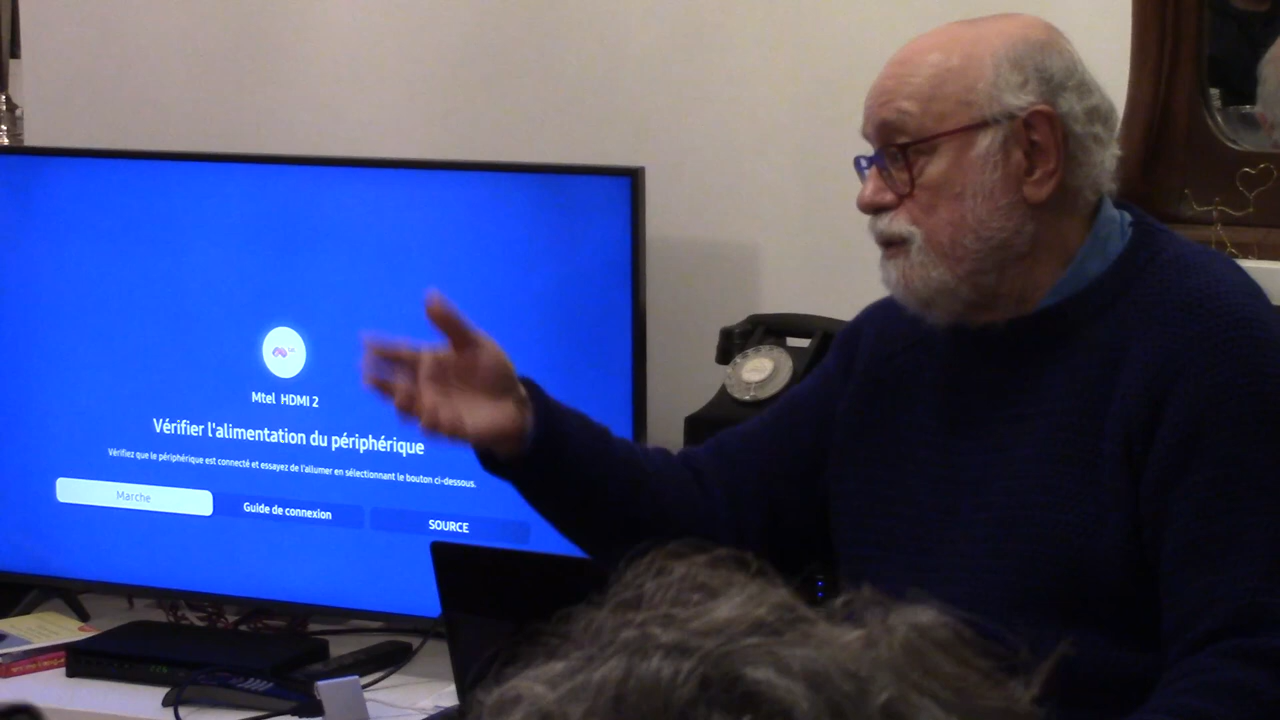 Mtel HDMI 2
Vérifier l'alimentation du périphérique
Vérifiez que le périphérique est connecté et essayez de l'allumer en sélectionnant le bouton ci-dessous.
Marche
Guide de connexion
SOURCE